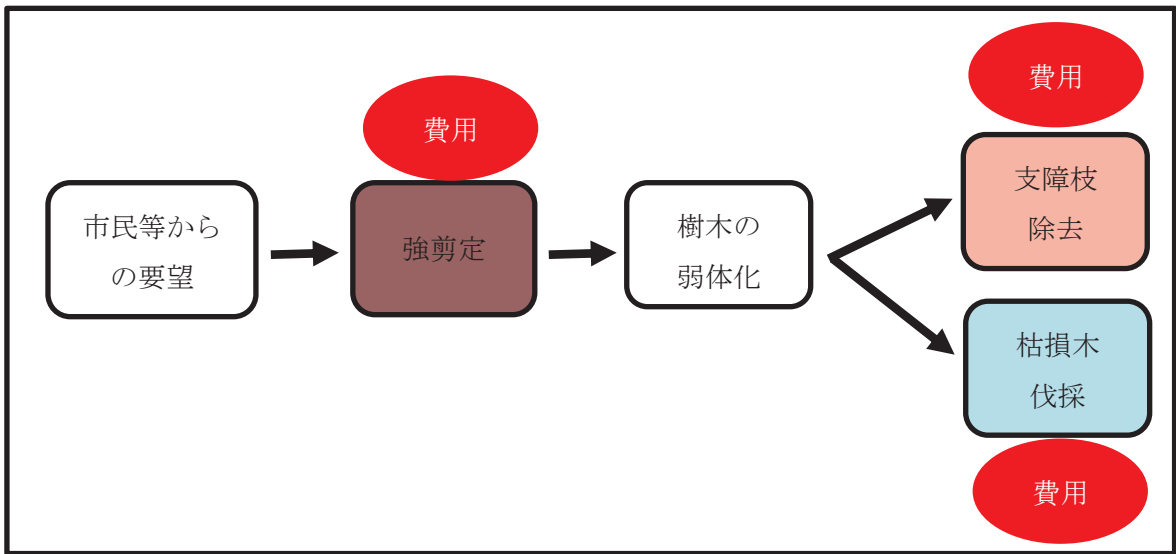 市民等から
の要望
費用
強剪定
樹木の
弱体化
費用
支障枝
除去
枯損木
伐採
費用